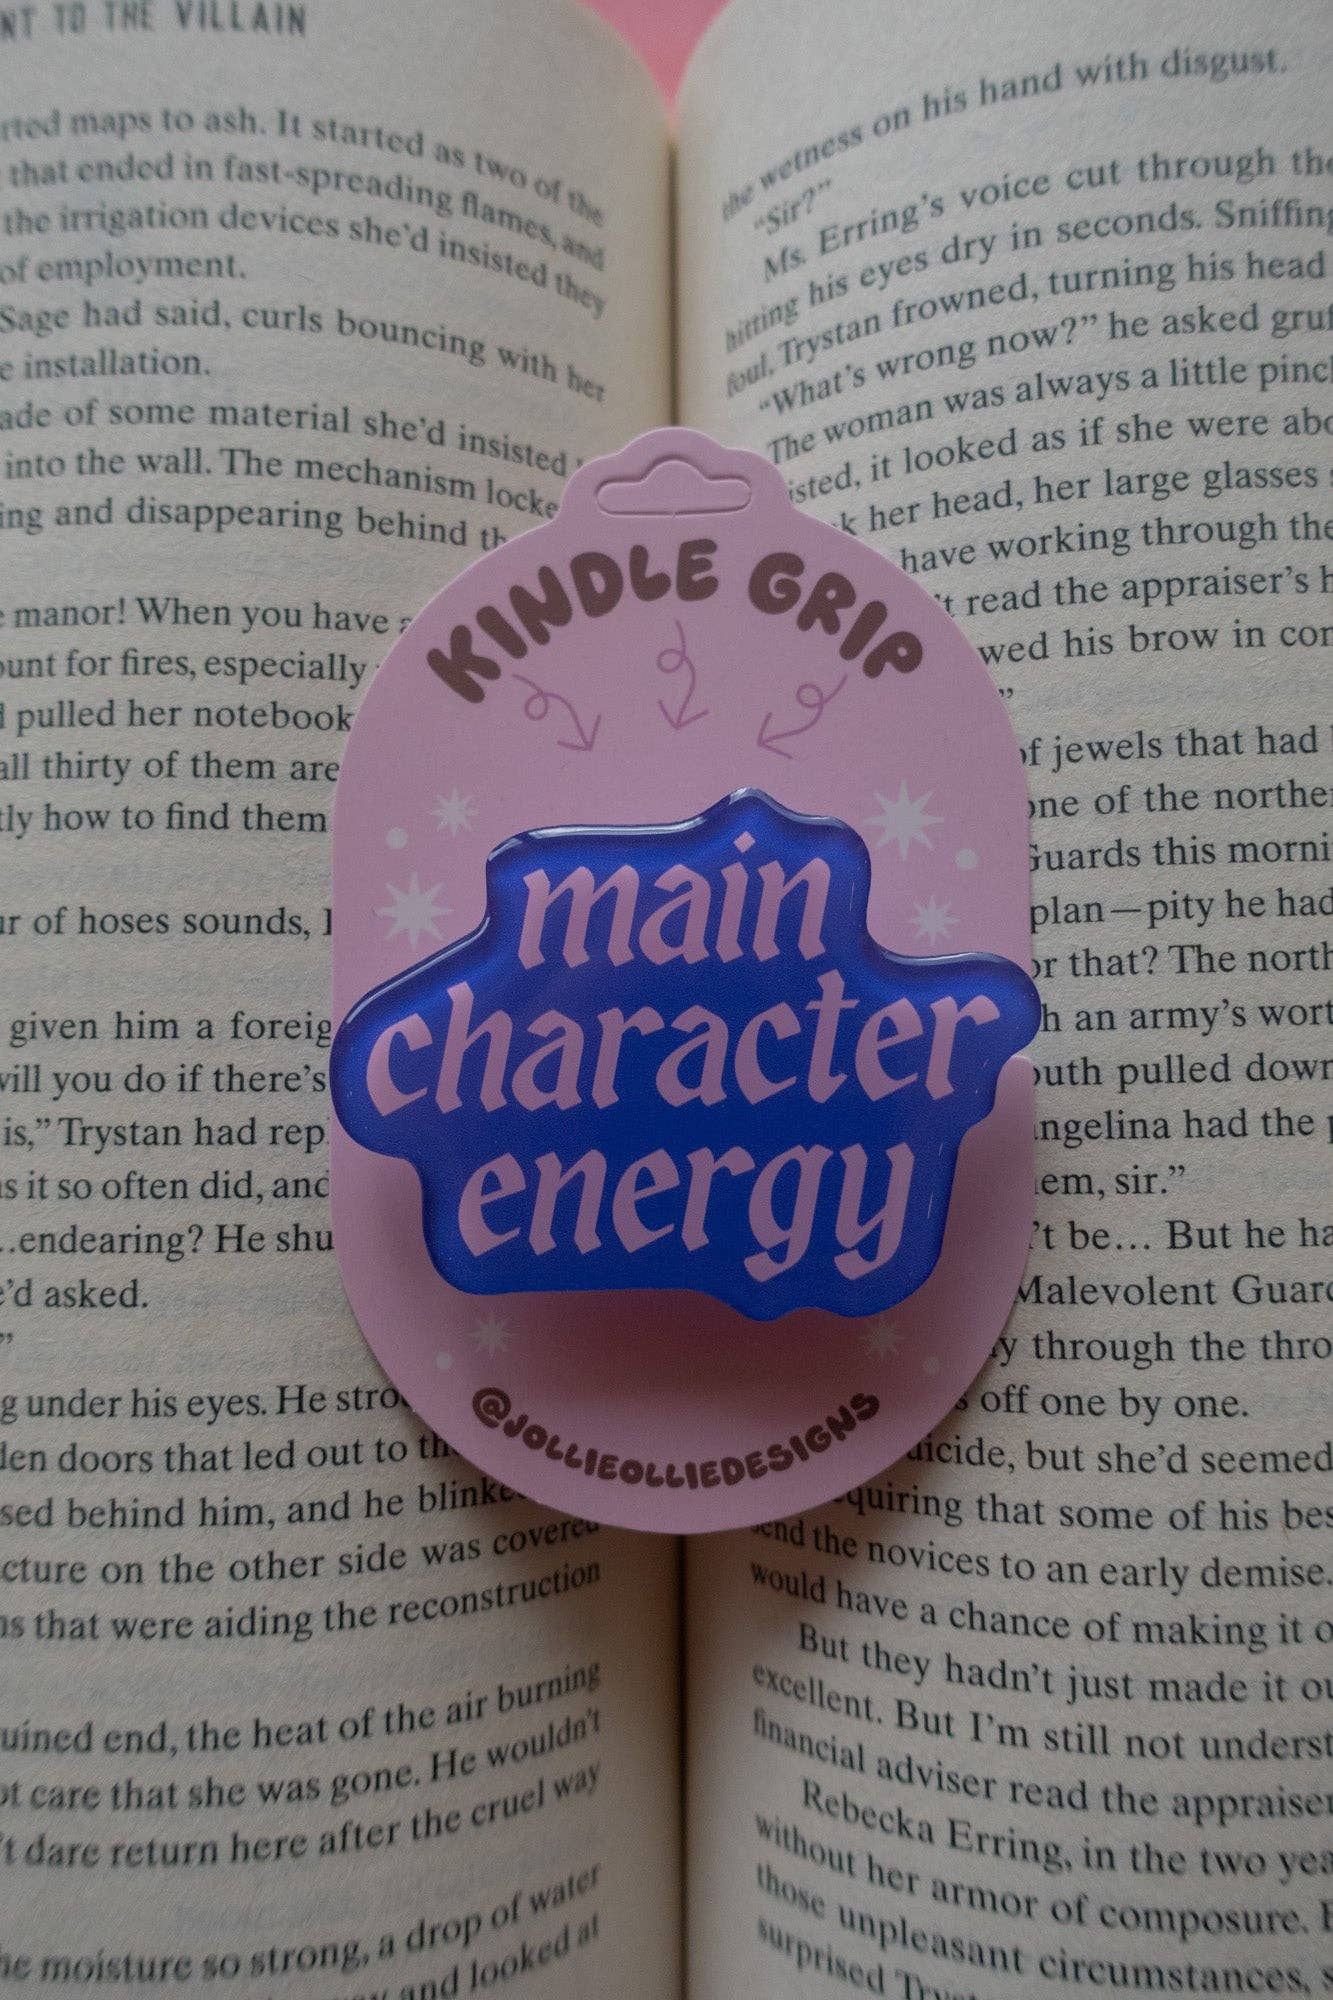 NT TO THE VILLAIN
rted maps to ash. It started as two of the
that ended in fast-spreading flames, and
the irrigation devices she'd insisted they
of employment.
Sage had said, curls bouncing with her
e installation.
ade of some material she'd insisted
into the wall. The mechanism locke
ing and disappearing behind th
e manor! When you have a
ount for fires, especially
d pulled her notebook
all thirty of them are
tly how to find them
ur of hoses sounds, I
given him a foreig
will you do if there's
is,” Trystan had rep
as it so often did, and
…endearing? He shu
e'd asked.
”
g under his eyes. He stro
den doors that led out to th
sed behind him, and he blinke
cture on the other side was covered
ns that were aiding the reconstruction
uined end, the heat of the air burning
ot care that she was gone. He wouldn't
't dare return here after the cruel way
he moisture so strong, a drop of water
and looked at
the wetness on his hand with disgust.
“Sir?”
Ms. Erring's voice cut through the
hitting his eyes dry in seconds. Sniffing
foul, Trystan frowned, turning his head
“What's wrong now?” he asked gruf
The woman was always a little pinch
isted, it looked as if she were abo
k her head, her large glasses s
have working through the
't read the appraiser's h
wed his brow in con
”
of jewels that had
one of the norther
Guards this morni
plan—pity he had
or that? The north
h an army's wort
outh pulled down
angelina had the p
em, sir.”
't be… But he ha
Malevolent Guard
y through the thro
s off one by one.
uicide, but she'd seemed
quiring that some of his bes
send the novices to an early demise.
would have a chance of making it o
But they hadn't just made it ou
excellent. But I'm still not underst
financial adviser read the appraiser
Rebecka Erring, in the two yea
without her armor of composure. E
those unpleasant circumstances, s
surprised Trys
KINDLE GRIP
main
character
energy
@JOLLIEOLLIEDESIGNS